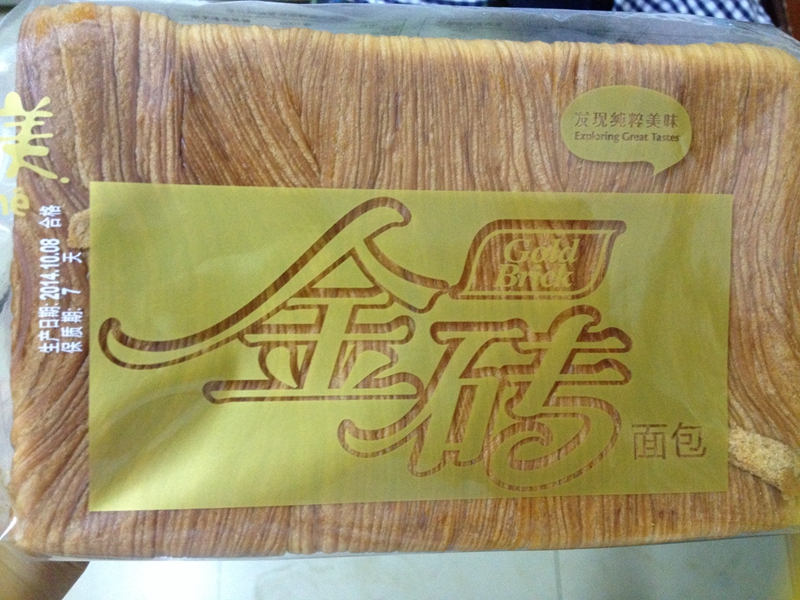 发现纯粹美味
Exploring Great Tastes
美
生产日期: 2014.10.08 合格
保质期: 7 天
Gold
Brick
金砖
面包